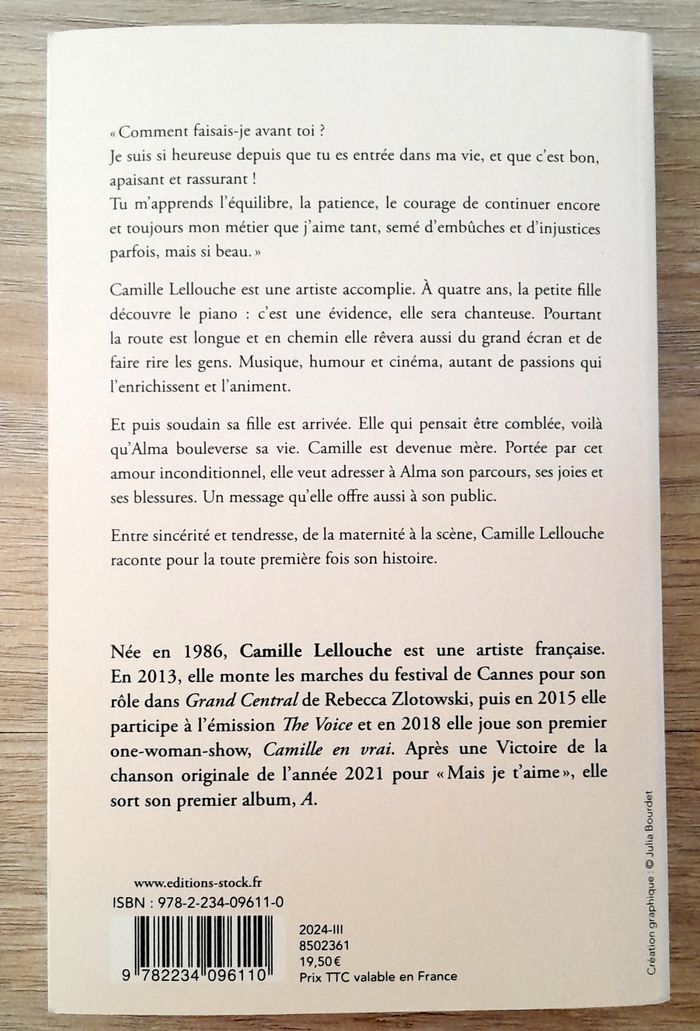 « Comment faisais-je avant toi ?
Je suis si heureuse depuis que tu es entrée dans ma vie, et que c'est bon,
apaisant et rassurant !
Tu m'apprends l'équilibre, la patience, le courage de continuer encore
et toujours mon métier que j'aime tant, semé d'embûches et d'injustices
parfois, mais si beau. »
Camille Lellouche est une artiste accomplie. À quatre ans, la petite fille
découvre le piano : c'est une évidence, elle sera chanteuse. Pourtant
la route est longue et en chemin elle rêvera aussi du grand écran et de
faire rire les gens. Musique, humour et cinéma, autant de passions qui
l'enrichissent et l'animent.
Et puis soudain sa fille est arrivée. Elle qui pensait être comblée, voilà
qu'Alma bouleverse sa vie. Camille est devenue mère. Portée par cet
amour inconditionnel, elle veut adresser à Alma son parcours, ses joies et
ses blessures. Un message qu'elle offre aussi à son public.
Entre sincérité et tendresse, de la maternité à la scène, Camille Lellouche
raconte pour la toute première fois son histoire.
Née en 1986, Camille Lellouche est une artiste française.
En 2013, elle monte les marches du festival de Cannes pour son
rôle dans Grand Central de Rebecca Zlotowski, puis en 2015 elle
participe à l'émission The Voice et en 2018 elle joue son premier
one-woman-show, Camille en vrai. Après une Victoire de la
chanson originale de l'année 2021 pour « Mais je t'aime », elle
sort son premier album, A.
www.editions-stock.fr
ISBN : 978-2-234-09611-0
9 782234 096110
2024-III
8502361
19,50 €
Prix TTC valable en France
Création graphique : © Julia Bourdet